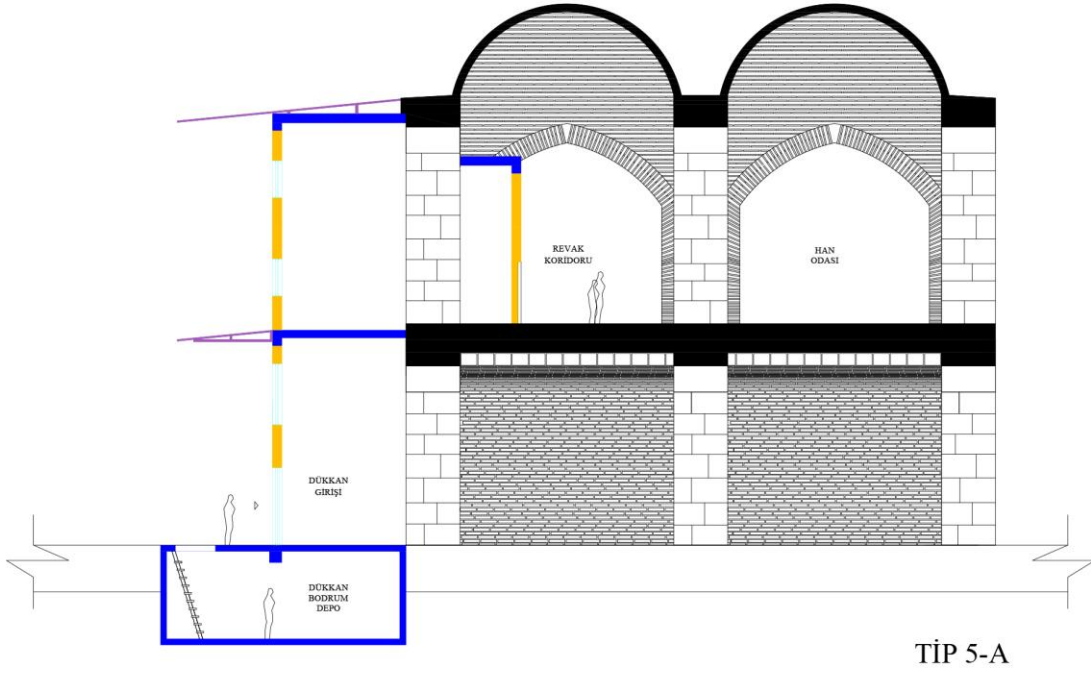 REVAK
KORİDORU
HAN
ODASI
DÜKKAN
GİRİŞİ
DÜKKAN
BODRUM
DEPO
TİP 5-A